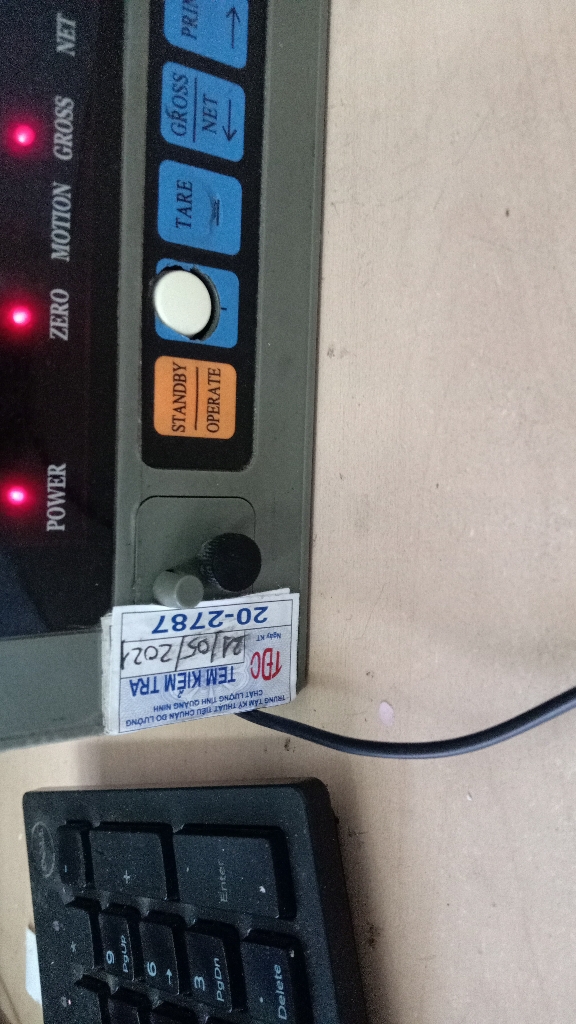 NET
GROSS
MOTION
ZERO
POWER
GROSS
NET
←
TARE
STANDBY
OPERATE
→
TRUNG TÂM KỸ THUẬT TIÊU CHUẨN ĐO LƯỜNG
CHẤT LƯỢNG TỈNH QUẢNG NINH
TĐC
TEM KIỂM TRA
Ngày KT
21/05/2021
20-2787
-
+
Enter
*
9
PgUp
6
→
3
PgDn
.
Delete